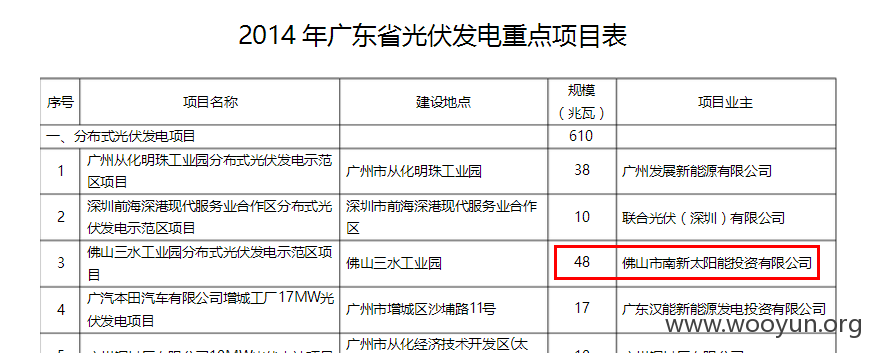 2014 年广东省光伏发电重点项目表
序号 项目名称 建设地点 规模（兆瓦） 项目业主
一、分布式光伏发电项目 610
1 广州从化明珠工业园分布式光伏发电示范区项目 广州市从化明珠工业园 38 广州发展新能源有限公司
2 深圳前海深港现代服务业合作区分布式光伏发电示范区项目 深圳市前海深港现代服务业合作区 10 联合光伏（深圳）有限公司
3 佛山三水工业园分布式光伏发电示范区项目 佛山三水工业园 48 佛山市南新太阳能投资有限公司
4 广汽本田汽车有限公司增城工厂17MW光伏发电项目 广州市增城区沙埔路11号 17 广东汉能新能源发电投资有限公司
广州市从化经济技术开发区(太
www.wooyun.org